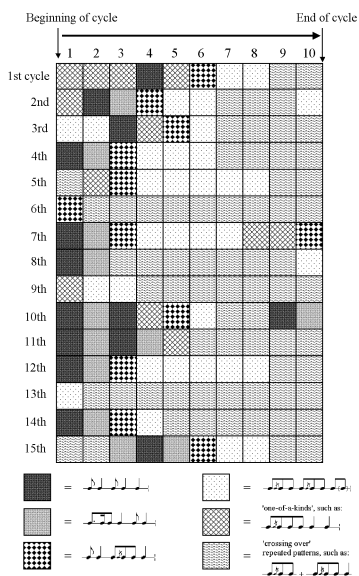 Beginning of cycle End of cycle
1 2 3 4 5 6 7 8 9 10
1st cycle
2nd
3rd
4th
5th
6th
7th
8th
9th
10th
11th
12th
13th
14th
15th
= =
'one-of-a-kinds', such as:
= =
'crossing over'
repeated patterns, such as:
= =
+